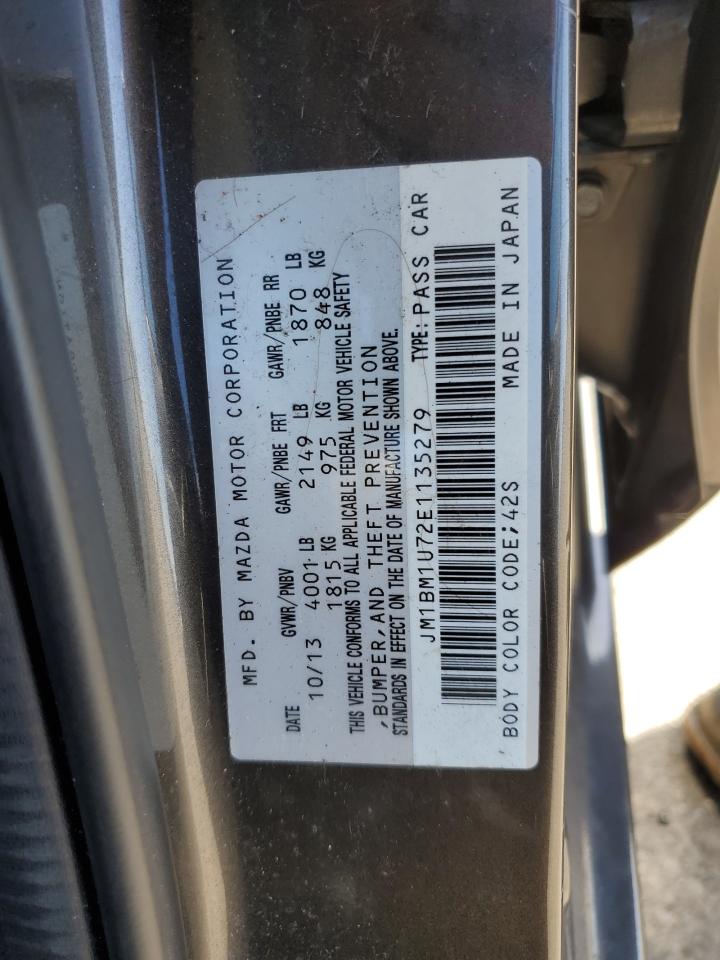 MFD. BY MAZDA MOTOR CORPORATION
DATE GVWR/PNBV GAWR/PNBE FRT GAWR/PNBE RR
10/13 4001 LB 2149 LB 1870 LB
1815 KG 975 KG 848 KG
THIS VEHICLE CONFORMS TO ALL APPLICABLE FEDERAL MOTOR VEHICLE SAFETY
,BUMPER,AND THEFT PREVENTION
STANDARDS IN EFFECT ON THE DATE OF MANUFACTURE SHOWN ABOVE.
JM1BM1U72E1135279 TYPE: PASS CAR
BODY COLOR CODE;42S MADE IN JAPAN